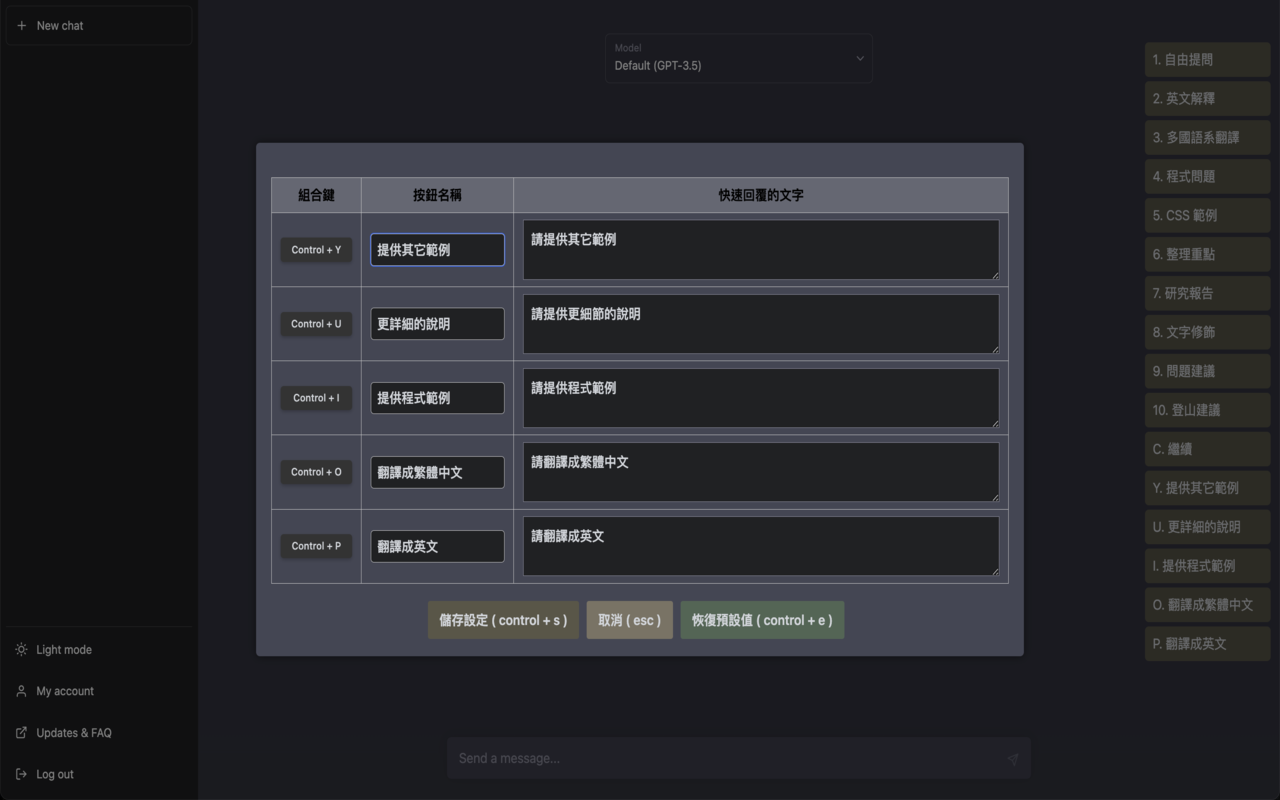 New chat
Model
Default (GPT-3.5)
組合鍵 按鈕名稱 快速回覆的文字
Control + Y 提供其它範例 請提供其它範例
Control + U 更詳細的說明 請提供更細節的說明
Control + I 提供程式範例 請提供程式範例
Control + O 翻譯成繁體中文 請翻譯成繁體中文
Control + P 翻譯成英文 請翻譯成英文
儲存設定 ( control + s ) 取消 ( esc ) 恢復預設值 ( control + e )
1. 自由提問
2. 英文解釋
3. 多國語系翻譯
4. 程式問題
5. CSS 範例
6. 整理重點
7. 研究報告
8. 文字修飾
9. 問題建議
10. 登山建議
C. 繼續
Y. 提供其它範例
U. 更詳細的說明
I. 提供程式範例
O. 翻譯成繁體中文
P. 翻譯成英文
Light mode
My account
Updates & FAQ
Log out
Send a message...